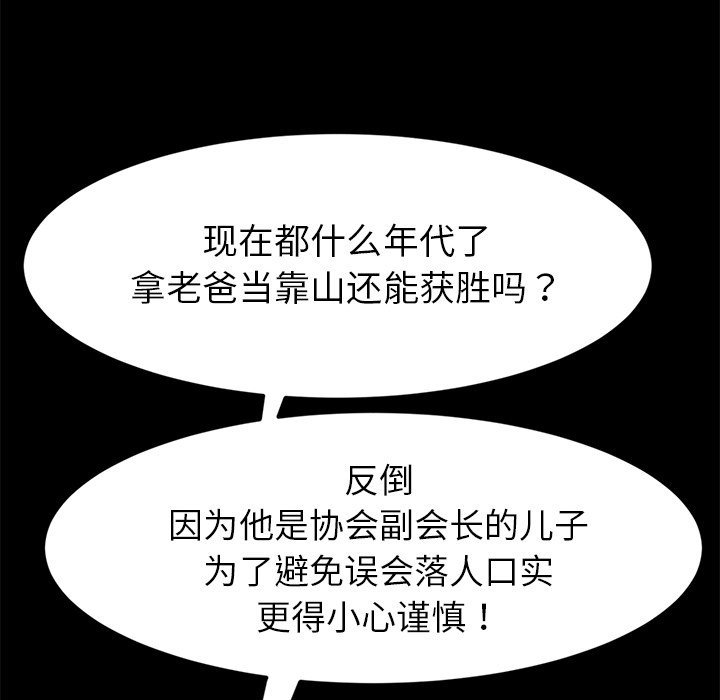 现在都什么年代了
拿老爸当靠山还能获胜吗？
反倒
因为他是协会副会长的儿子
为了避免误会落人口实
更得小心谨慎！